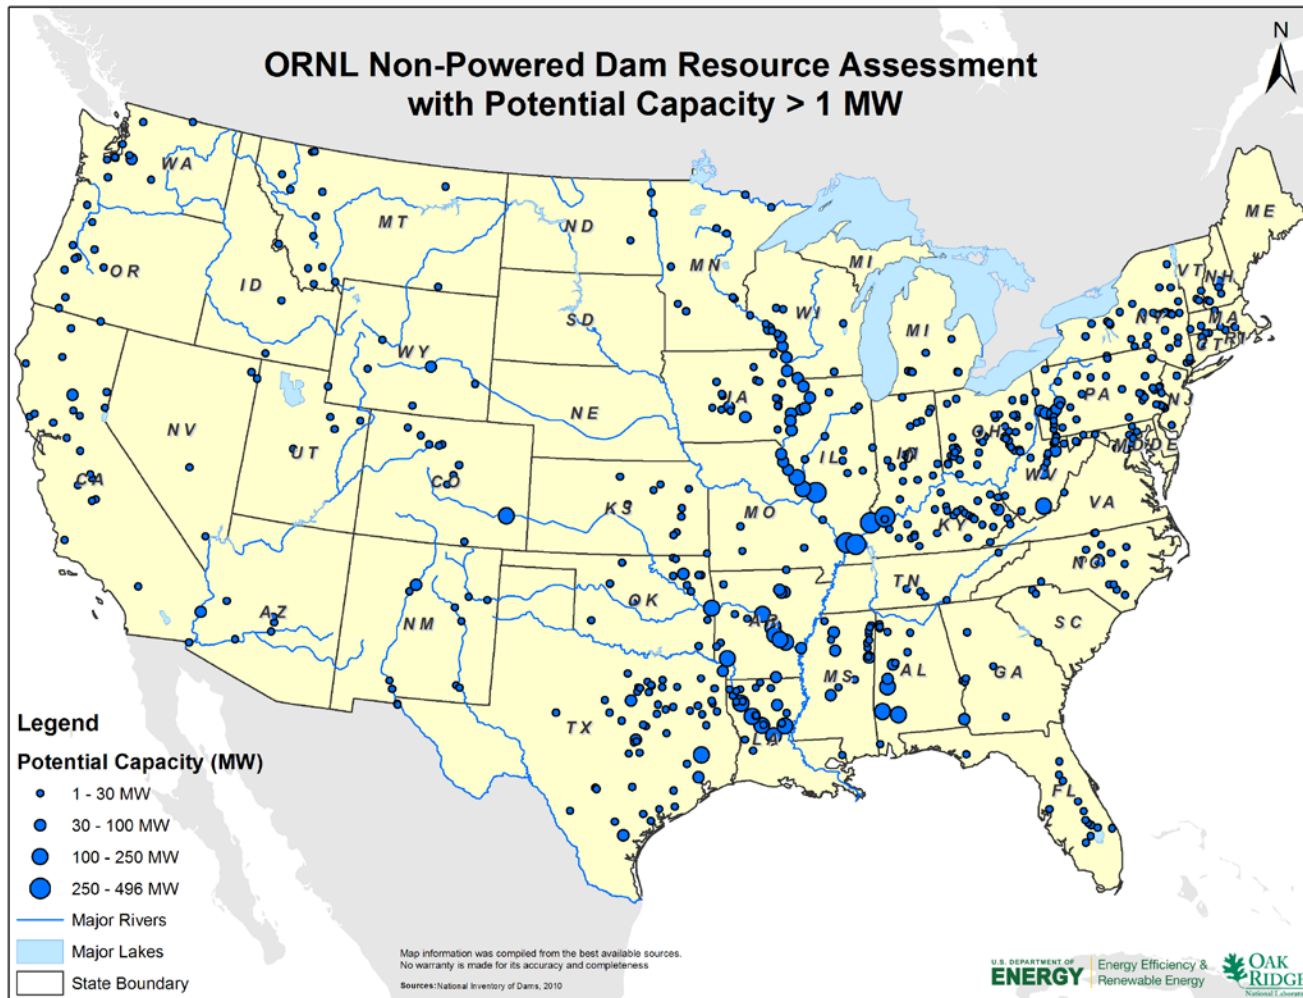 ORNL Non-Powered Dam Resource Assessment
with Potential Capacity > 1 MW
N
WA
MT
ND
MN
MI
ME
VT
NH
OR
ID
SD
WI
MI
NY
MA
CT
RI
WY
IA
PA
NJ
NE
NV
UT
IL
IN
OH
MD
DE
CA
CO
KS
MO
WV
VA
KY
AZ
NM
OK
AR
TN
NC
SC
MS
AL
GA
TX
LA
FL
Legend
Potential Capacity (MW)
1 - 30 MW
30 - 100 MW
100 - 250 MW
250 - 496 MW
Major Rivers
Major Lakes
State Boundary
Map information was compiled from the best available sources.
No warranty is made for its accuracy and completeness
Sources: National Inventory of Dams, 2010
U.S. DEPARTMENT OF
ENERGY
Energy Efficiency &
Renewable Energy
OAK
RIDGE
National Laborat